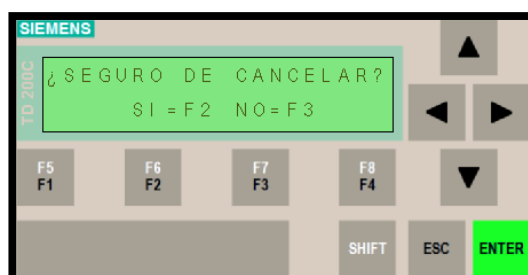 SIEMENS
TD 200C
¿SEGURO DE CANCELAR?
SI =F2 NO=F3
F5 F6 F7 F8
F1 F2 F3 F4
SHIFT ESC ENTER